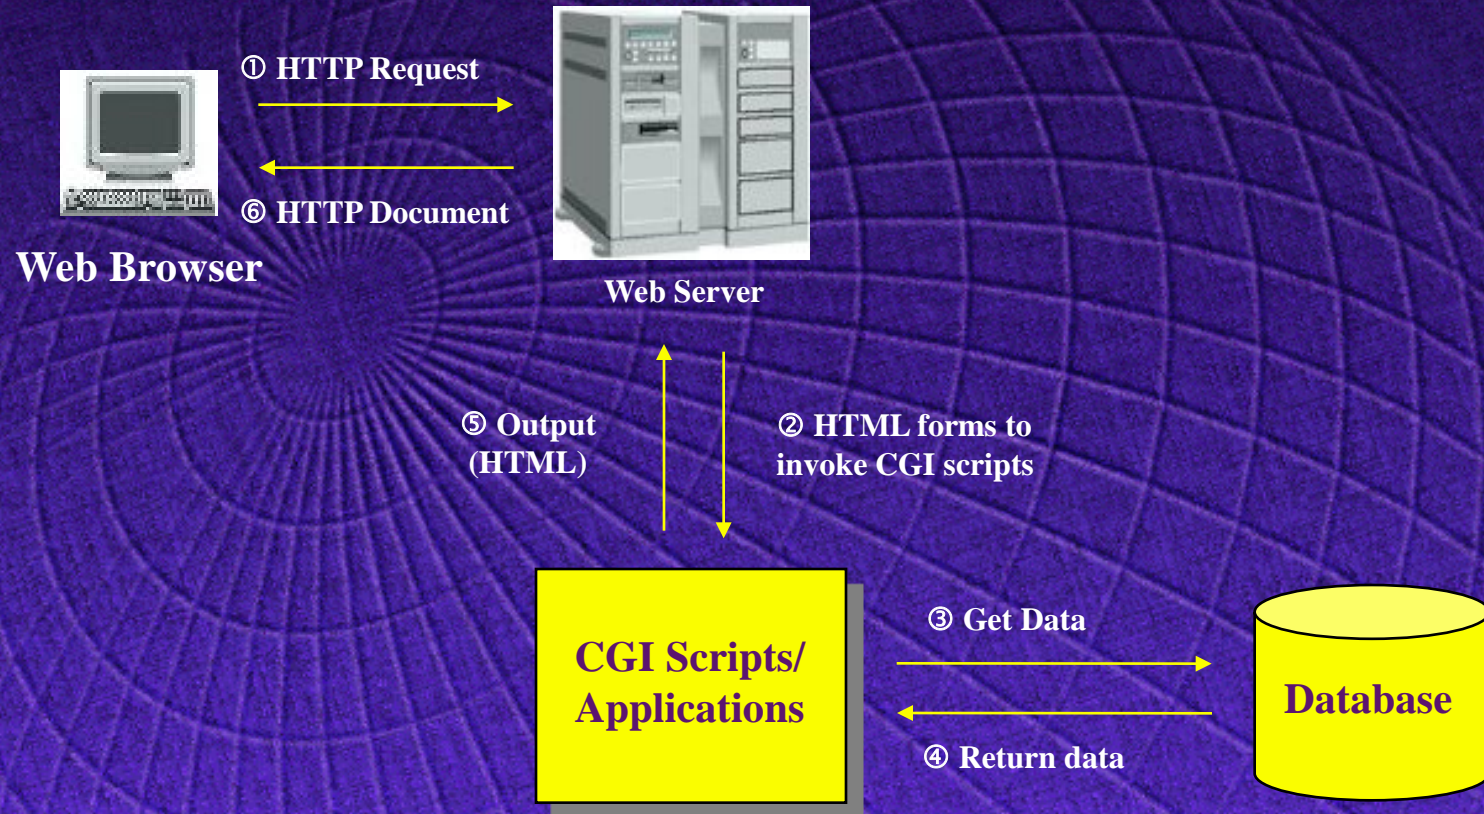 ① HTTP Request
⑥ HTTP Document
Web Browser
Web Server
⑤ Output
(HTML)
② HTML forms to
invoke CGI scripts
CGI Scripts/
Applications
③ Get Data
④ Return data
Database